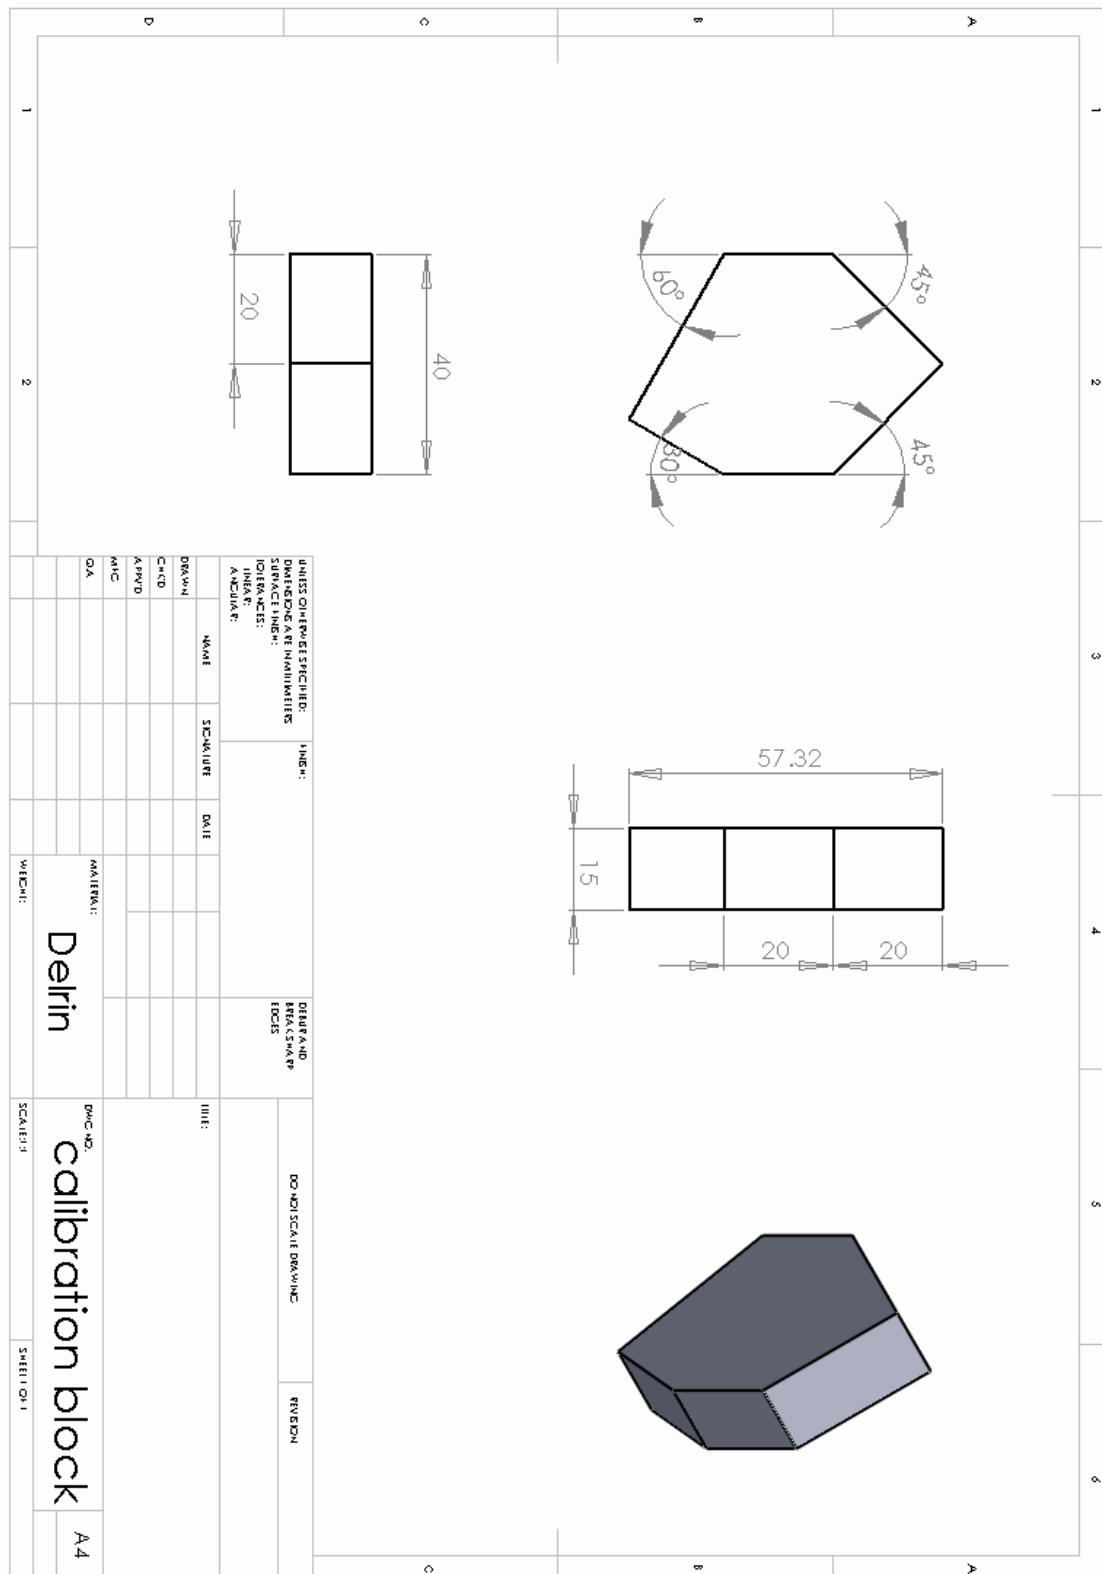 D
C
B
A
1
1
60°
45°
20
40
2
2
30°
45°
3
57.32
15
20
20
4
UNLESS OTHERWISE SPECIFIED:
DIMENSIONS ARE IN MILLIMETERS
SURFACE FINISH:
TOLERANCES:
LINEAR:
ANGULAR:
FINISH:
DEBUR AND
BREAK SHARP
EDGES
DO NOT SCALE DRAWING
REVISION
NAME
SIGNATURE
DATE
TITLE:
DRAWN
CHK'D
APPV'D
MFG
Q.A
MATERIAL:
Delrin
DWG NO.
calibration block
A4
WEIGHT:
SCALE:1:1
SHEET 1 OF 1
5
6
C
B
A